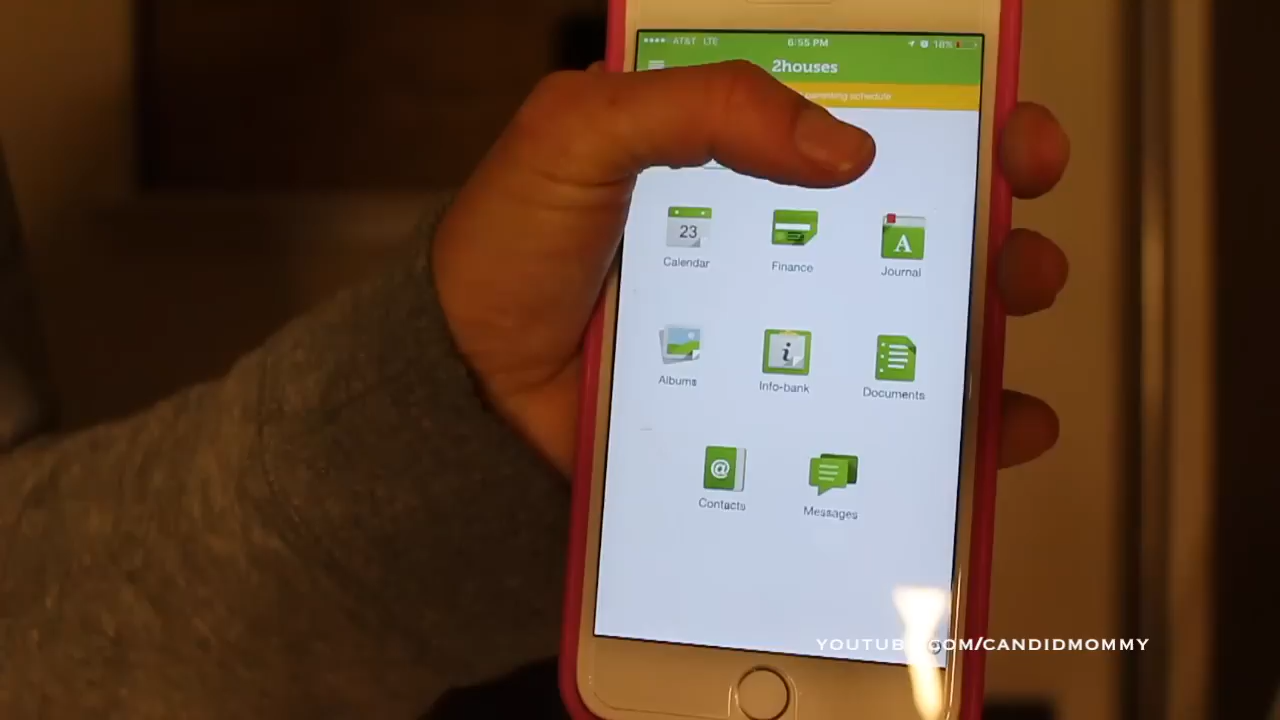 AT&T LTE 6:55 PM 18%
2houses
parenting schedule
23
A
Calendar Finance Journal
i
Albums Info-bank Documents
@
Contacts Messages
YOUTUBE.COM/CANDIDMOMMY